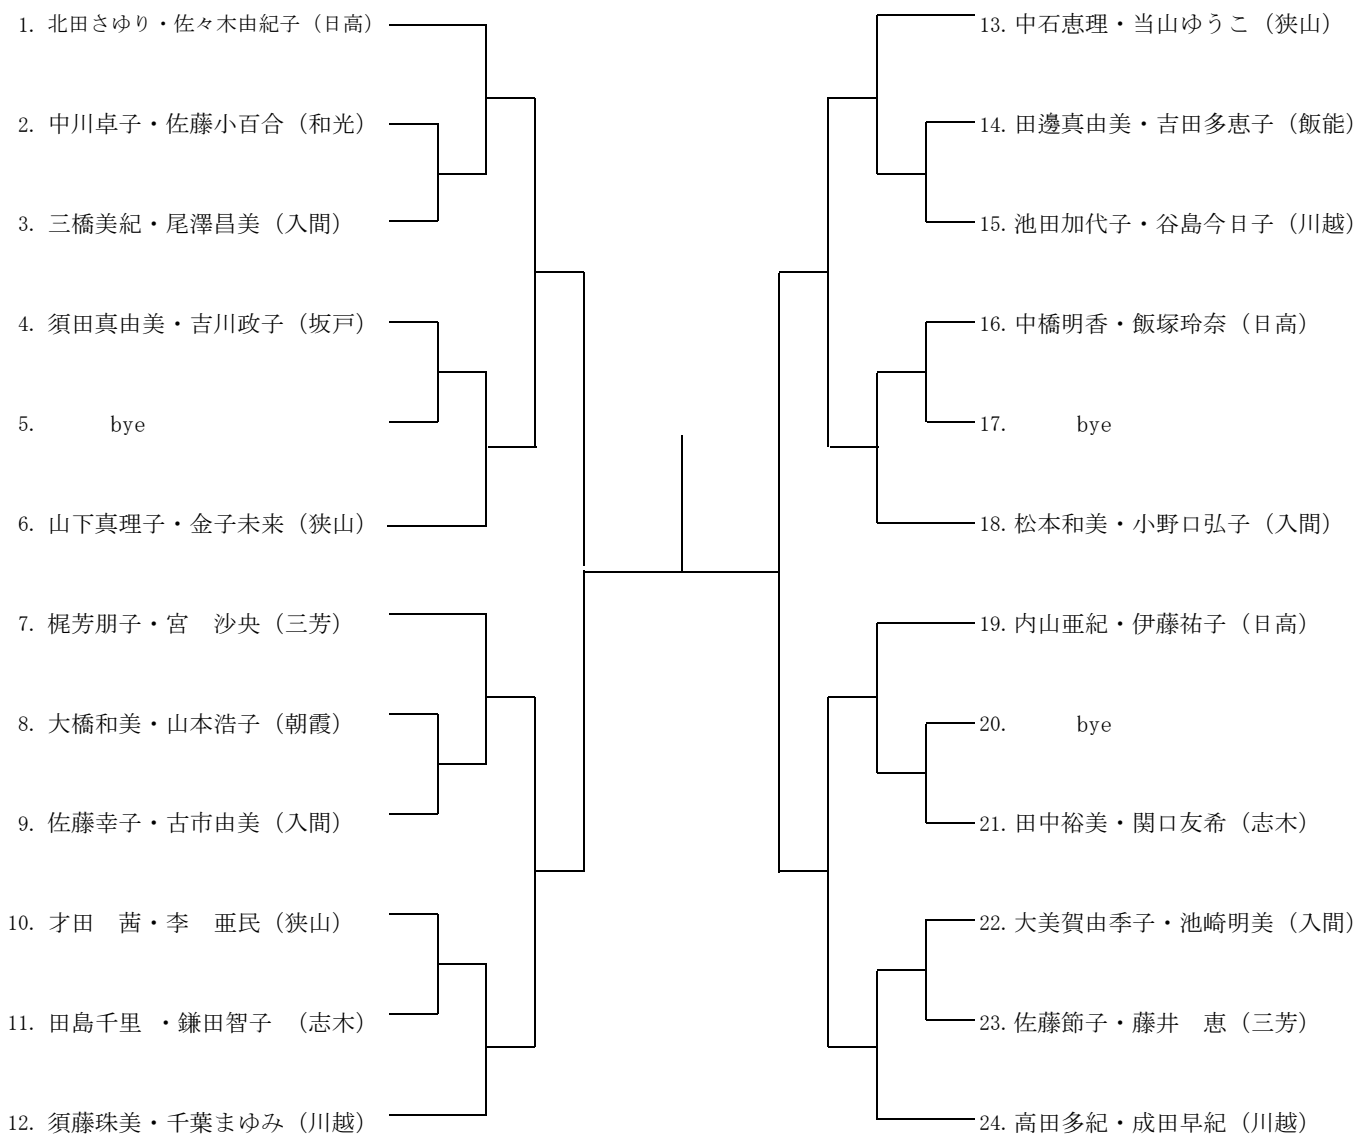 1. 北田さゆり・佐々木由紀子（日高）
2. 中川卓子・佐藤小百合（和光）
3. 三橋美紀・尾澤昌美（入間）
4. 須田真由美・吉川政子（坂戸）
5. bye
6. 山下真理子・金子未来（狭山）
7. 梶芳朋子・宮　沙央（三芳）
8. 大橋和美・山本浩子（朝霞）
9. 佐藤幸子・古市由美（入間）
10. 才田　茜・李　亜民（狭山）
11. 田島千里 ・鎌田智子 （志木）
12. 須藤珠美・千葉まゆみ（川越）
13. 中石恵理・当山ゆうこ（狭山）
14. 田邊真由美・吉田多恵子（飯能）
15. 池田加代子・谷島今日子（川越）
16. 中橋明香・飯塚玲奈（日高）
17. bye
18. 松本和美・小野口弘子（入間）
19. 内山亜紀・伊藤祐子（日高）
20. bye
21. 田中裕美・関口友希（志木）
22. 大美賀由季子・池崎明美（入間）
23. 佐藤節子・藤井　恵（三芳）
24. 高田多紀・成田早紀（川越）